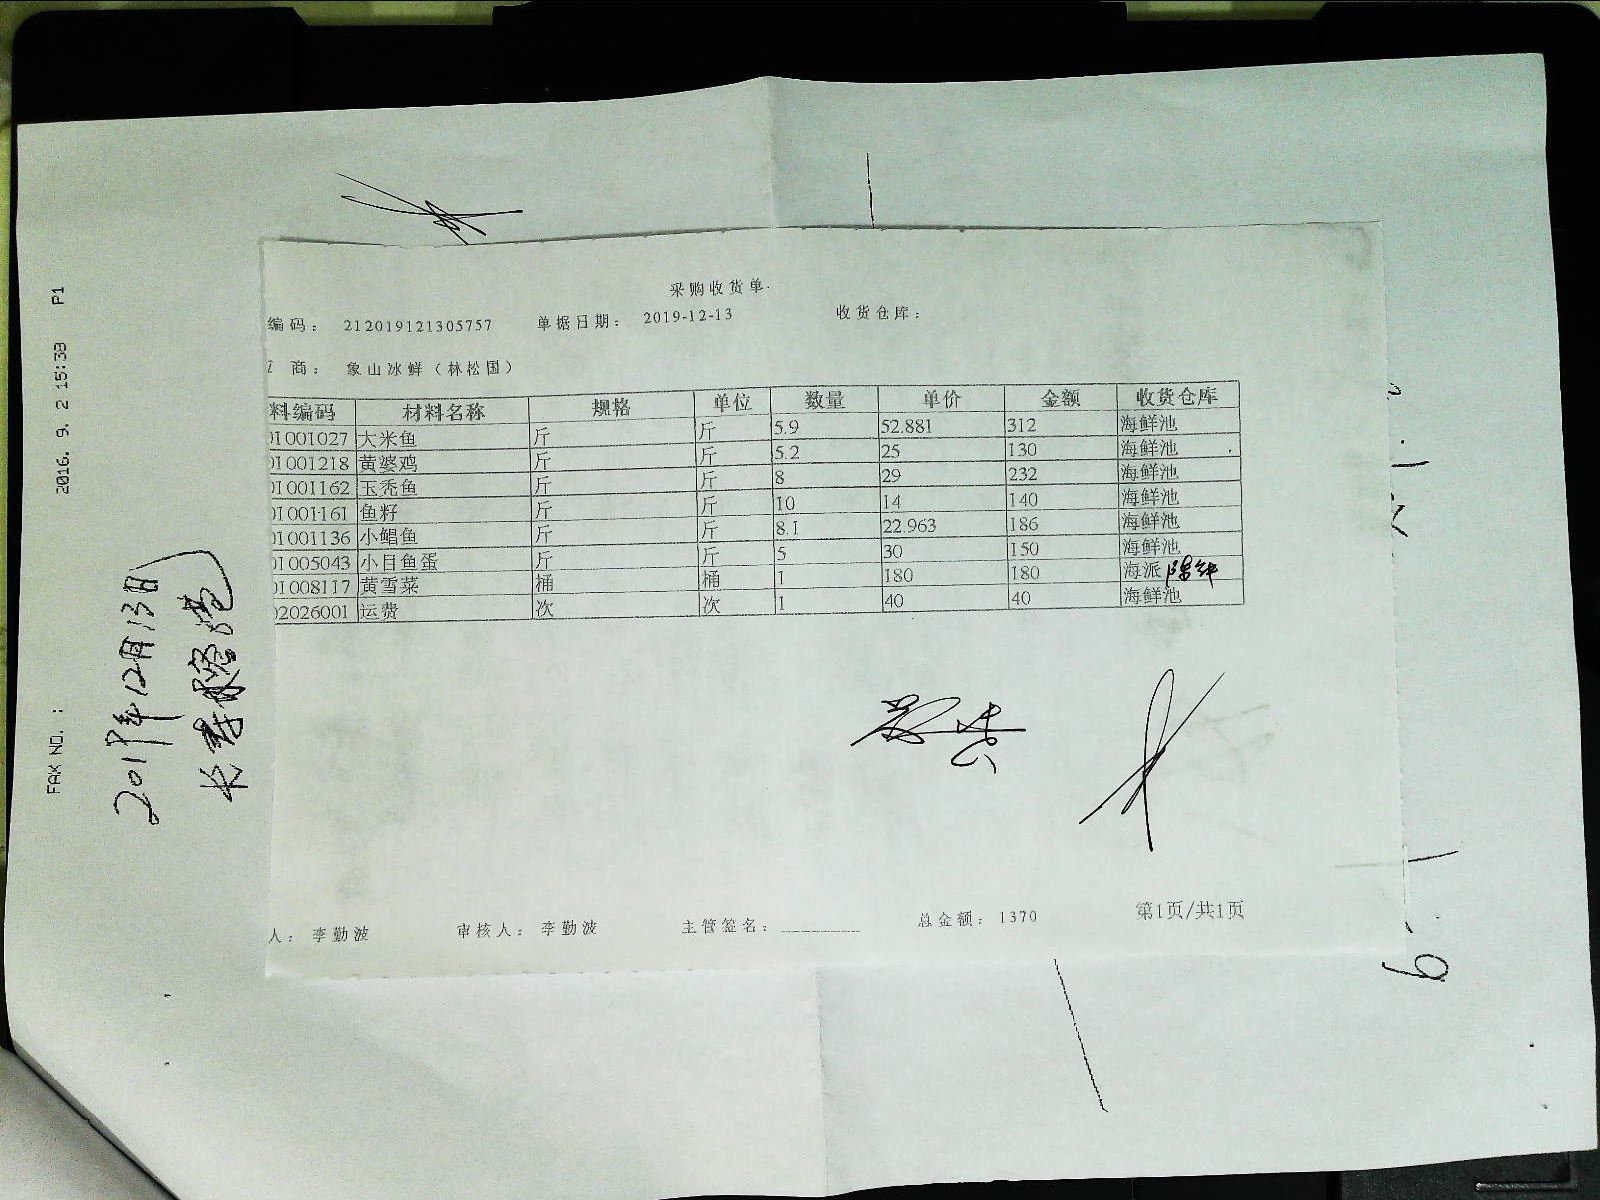 采购收货单
编码: 212019121305757 单据日期: 2019-12-13 收货仓库:
商: 象山冰鲜(林松国)
料编码 材料名称 规格 单位 数量 单价 金额 收货仓库
01001027 大米鱼 斤 斤 5.9 52.881 312 海鲜池
01001218 黄婆鸡 斤 斤 5.2 25 130 海鲜池
01001162 玉秃鱼 斤 斤 8 29 232 海鲜池
01001161 鱼籽 斤 斤 10 14 140 海鲜池
01001136 小鲳鱼 斤 斤 8.1 22.963 186 海鲜池
01005043 小目鱼蛋 斤 斤 5 30 150 海鲜池
01008117 黄雪菜 桶 桶 1 180 180 海派
02026001 运费 次 次 1 40 40 海鲜池
人: 李勤波 审核人: 李勤波 主管签名: 总金额: 1370 第1页/共1页
FAX NO. : 2016. 9. 2 15:38 P1
2019年12月13日